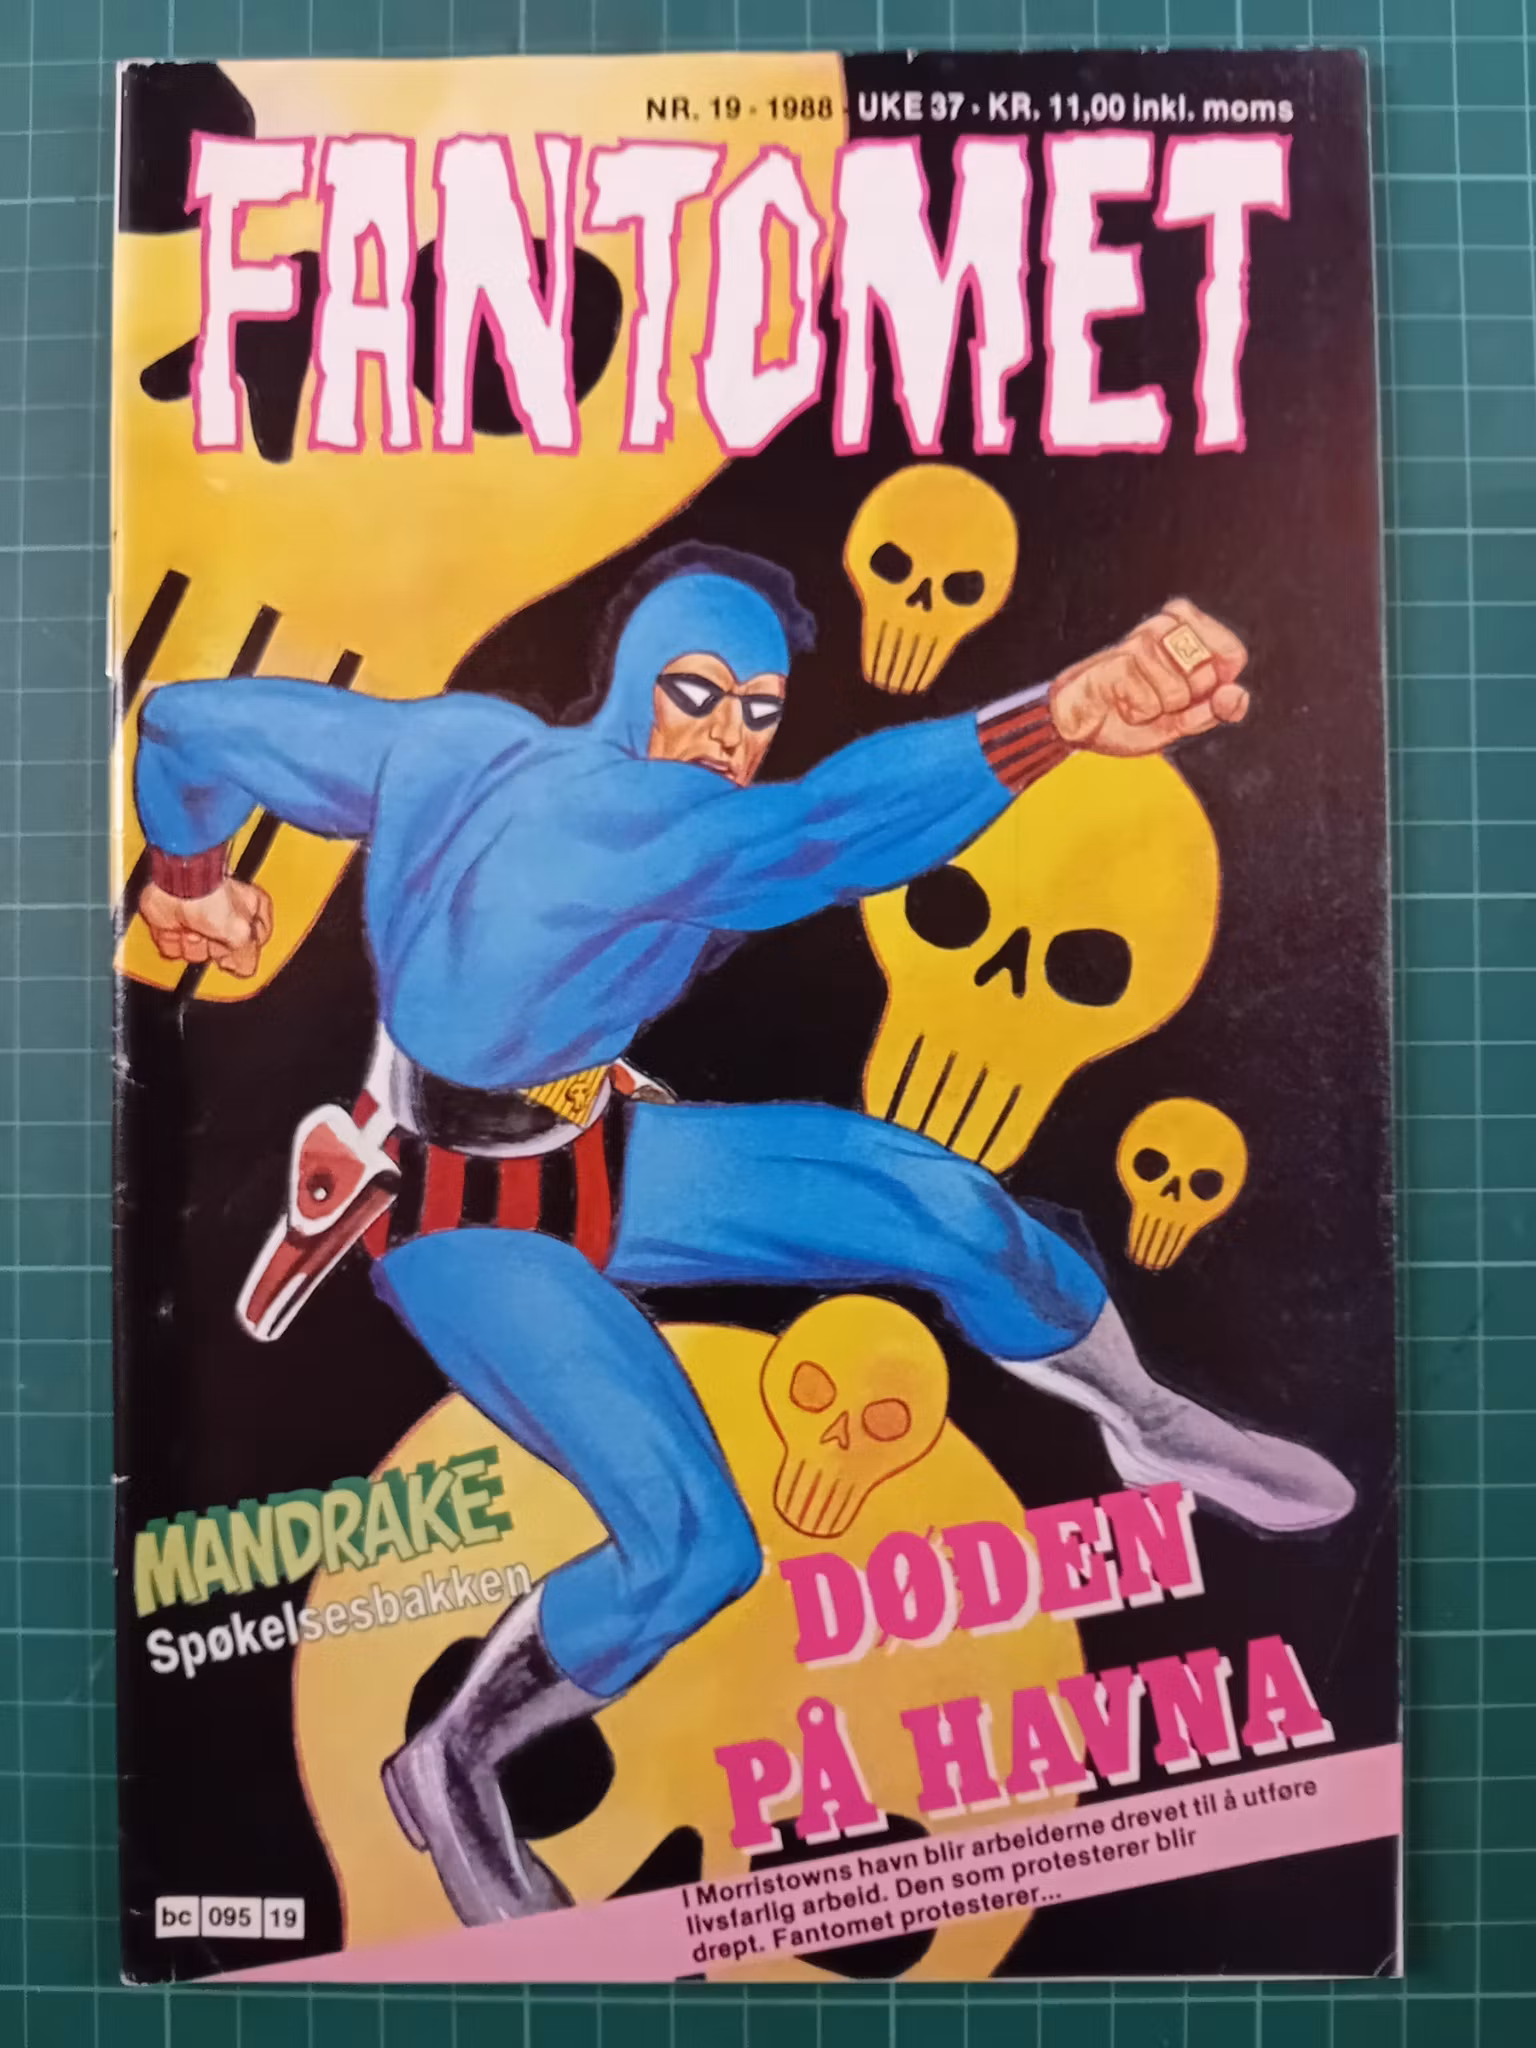 NR. 19 - 1988 - UKE 37 • KR. 11,00 inkl. moms
FANTOMET
MANDRAKE
Spøkelsesbakken
DØDEN
PÅ HAVNA
I Morristowns havn blir arbeiderne drevet til å utføre
livsfarlig arbeid. Den som protesterer blir
drept. Fantomet protesterer...
bc 095 19